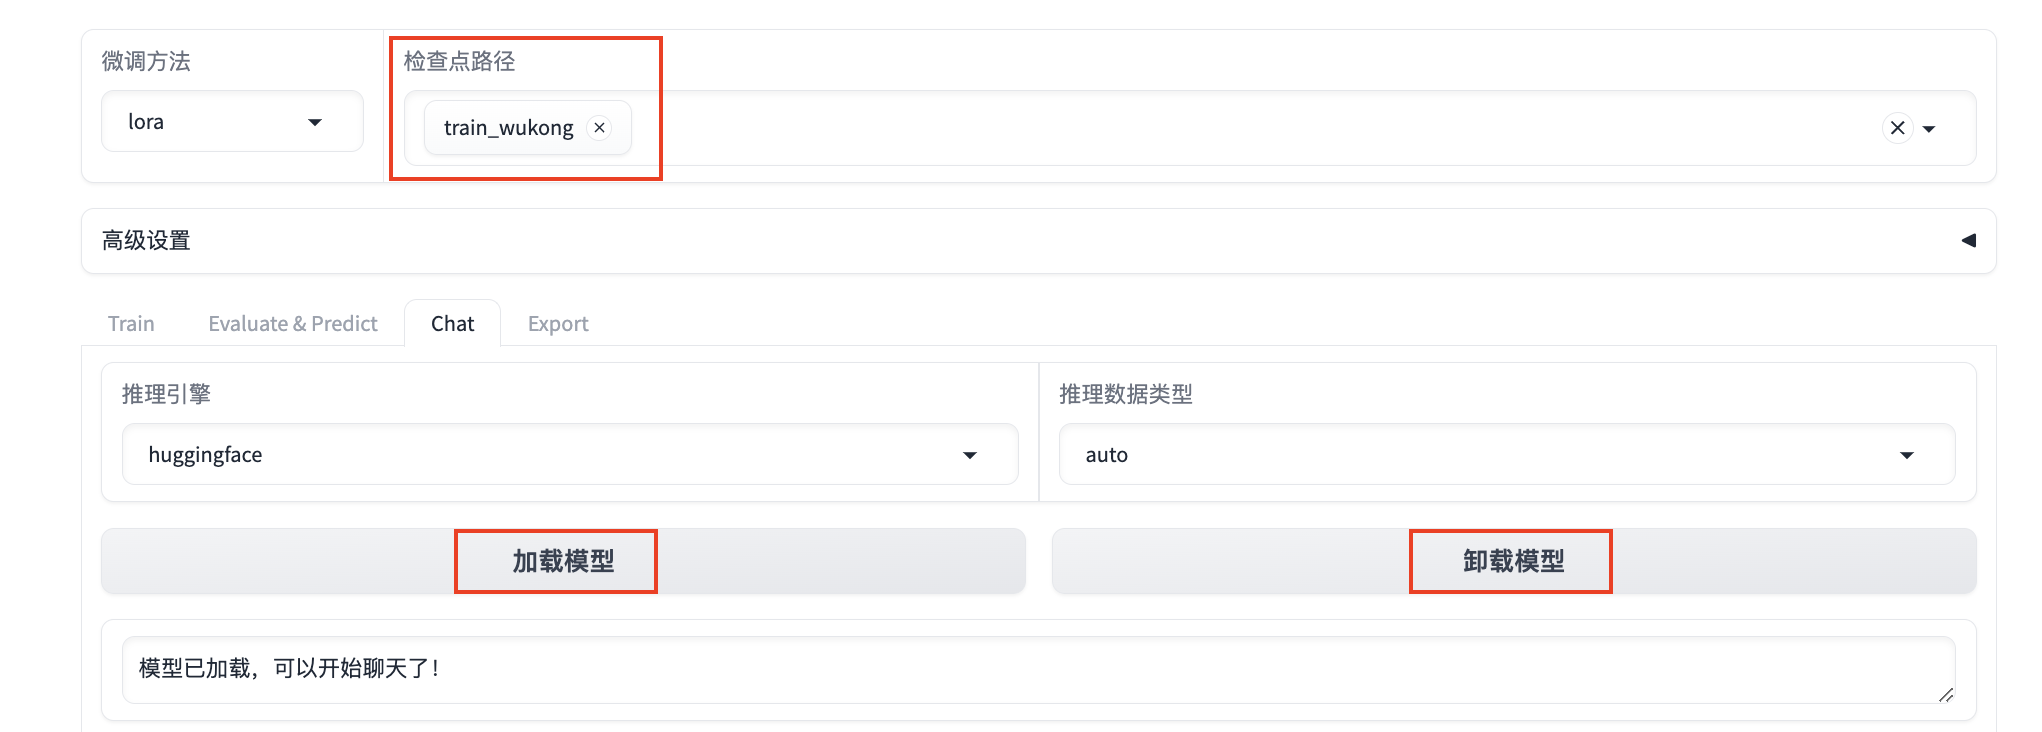 微调方法
检查点路径
lora
train_wukong
高级设置
Train
Evaluate & Predict
Chat
Export
推理引擎
推理数据类型
huggingface
auto
加载模型
卸载模型
模型已加载，可以开始聊天了！